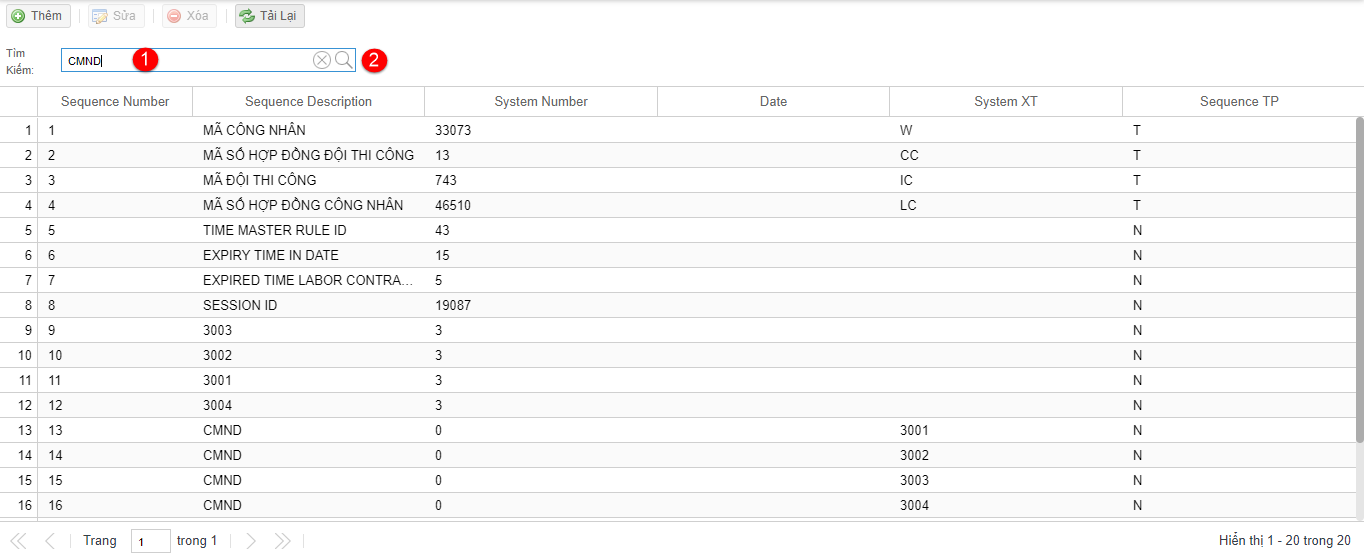 Thêm Sửa Xóa Tải Lại
Tìm
Kiếm: CMND 1 2
Sequence Number Sequence Description System Number Date System XT Sequence TP
1 1 MÃ CÔNG NHÂN 33073 W T
2 2 MÃ SỐ HỢP ĐỒNG ĐỘI THI CÔNG 13 CC T
3 3 MÃ ĐỘI THI CÔNG 743 IC T
4 4 MÃ SỐ HỢP ĐỒNG CÔNG NHÂN 46510 LC T
5 5 TIME MASTER RULE ID 43 N
6 6 EXPIRY TIME IN DATE 15 N
7 7 EXPIRED TIME LABOR CONTRA... 5 N
8 8 SESSION ID 19087 N
9 9 3003 3 N
10 10 3002 3 N
11 11 3001 3 N
12 12 3004 3 N
13 13 CMND 0 3001 N
14 14 CMND 0 3002 N
15 15 CMND 0 3003 N
16 16 CMND 0 3004 N
Trang 1 trong 1 Hiển thị 1 - 20 trong 20